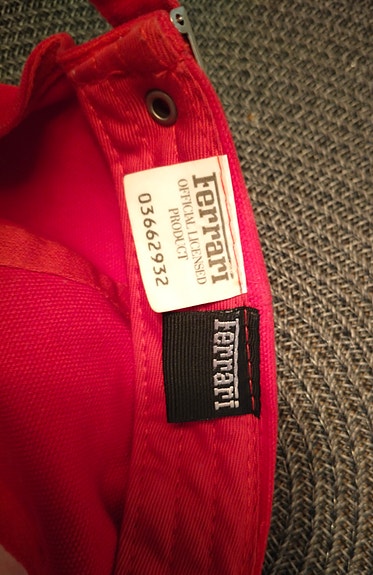 Ferrari
OFFICIAL LICENSED
PRODUCT
03662932
Ferrari